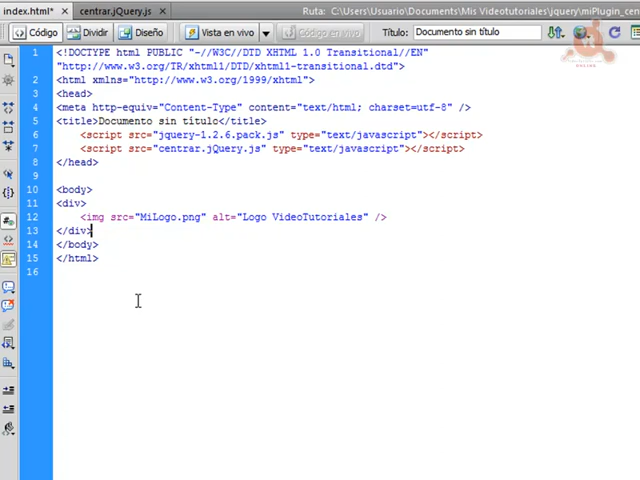 index.html* × centrar.jQuery.js ×
Ruta: C:\Users\Usuario\Documents\Mis Videotutoriales\jquery\miPlugin_cen
Código Dividir Diseño Vista en vivo Código en vivo Título: Documento sin título
1 <!DOCTYPE html PUBLIC "-//W3C//DTD XHTML 1.0 Transitional//EN"
"http://www.w3.org/TR/xhtml1/DTD/xhtml1-transitional.dtd">
2 <html xmlns="http://www.w3.org/1999/xhtml">
3 <head>
4 <meta http-equiv="Content-Type" content="text/html; charset=utf-8" />
5 <title>Documento sin título</title>
6 <script src="jquery-1.2.6.pack.js" type="text/javascript"></script>
7 <script src="centrar.jQuery.js" type="text/javascript"></script>
8 </head>
9
10 <body>
11 <div>
12 <img src="MiLogo.png" alt="Logo VideoTutoriales" />
13 </div>
14 </body>
15 </html>
16